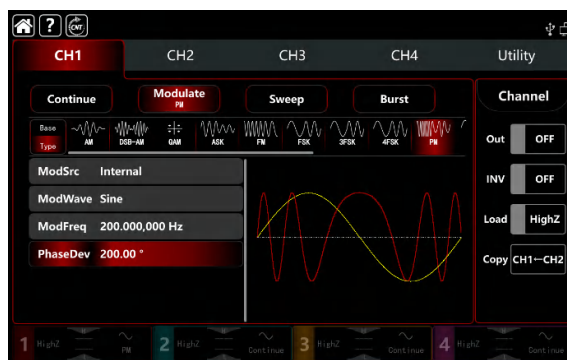 ? CNT
CH1 CH2 CH3 CH4 Utility
Continue Modulate Sweep Burst Channel
PM
Base
Type AM DSB-AM QAM ASK FM FSK 3FSK 4FSK PM
Out OFF
ModSrc Internal
INV OFF
ModWave Sine
ModFreq 200.000,000 Hz
Load HighZ
PhaseDev 200.00 °
Copy CH1←CH2
1 HighZ PM 2 HighZ Continue 3 HighZ Continue 4 HighZ